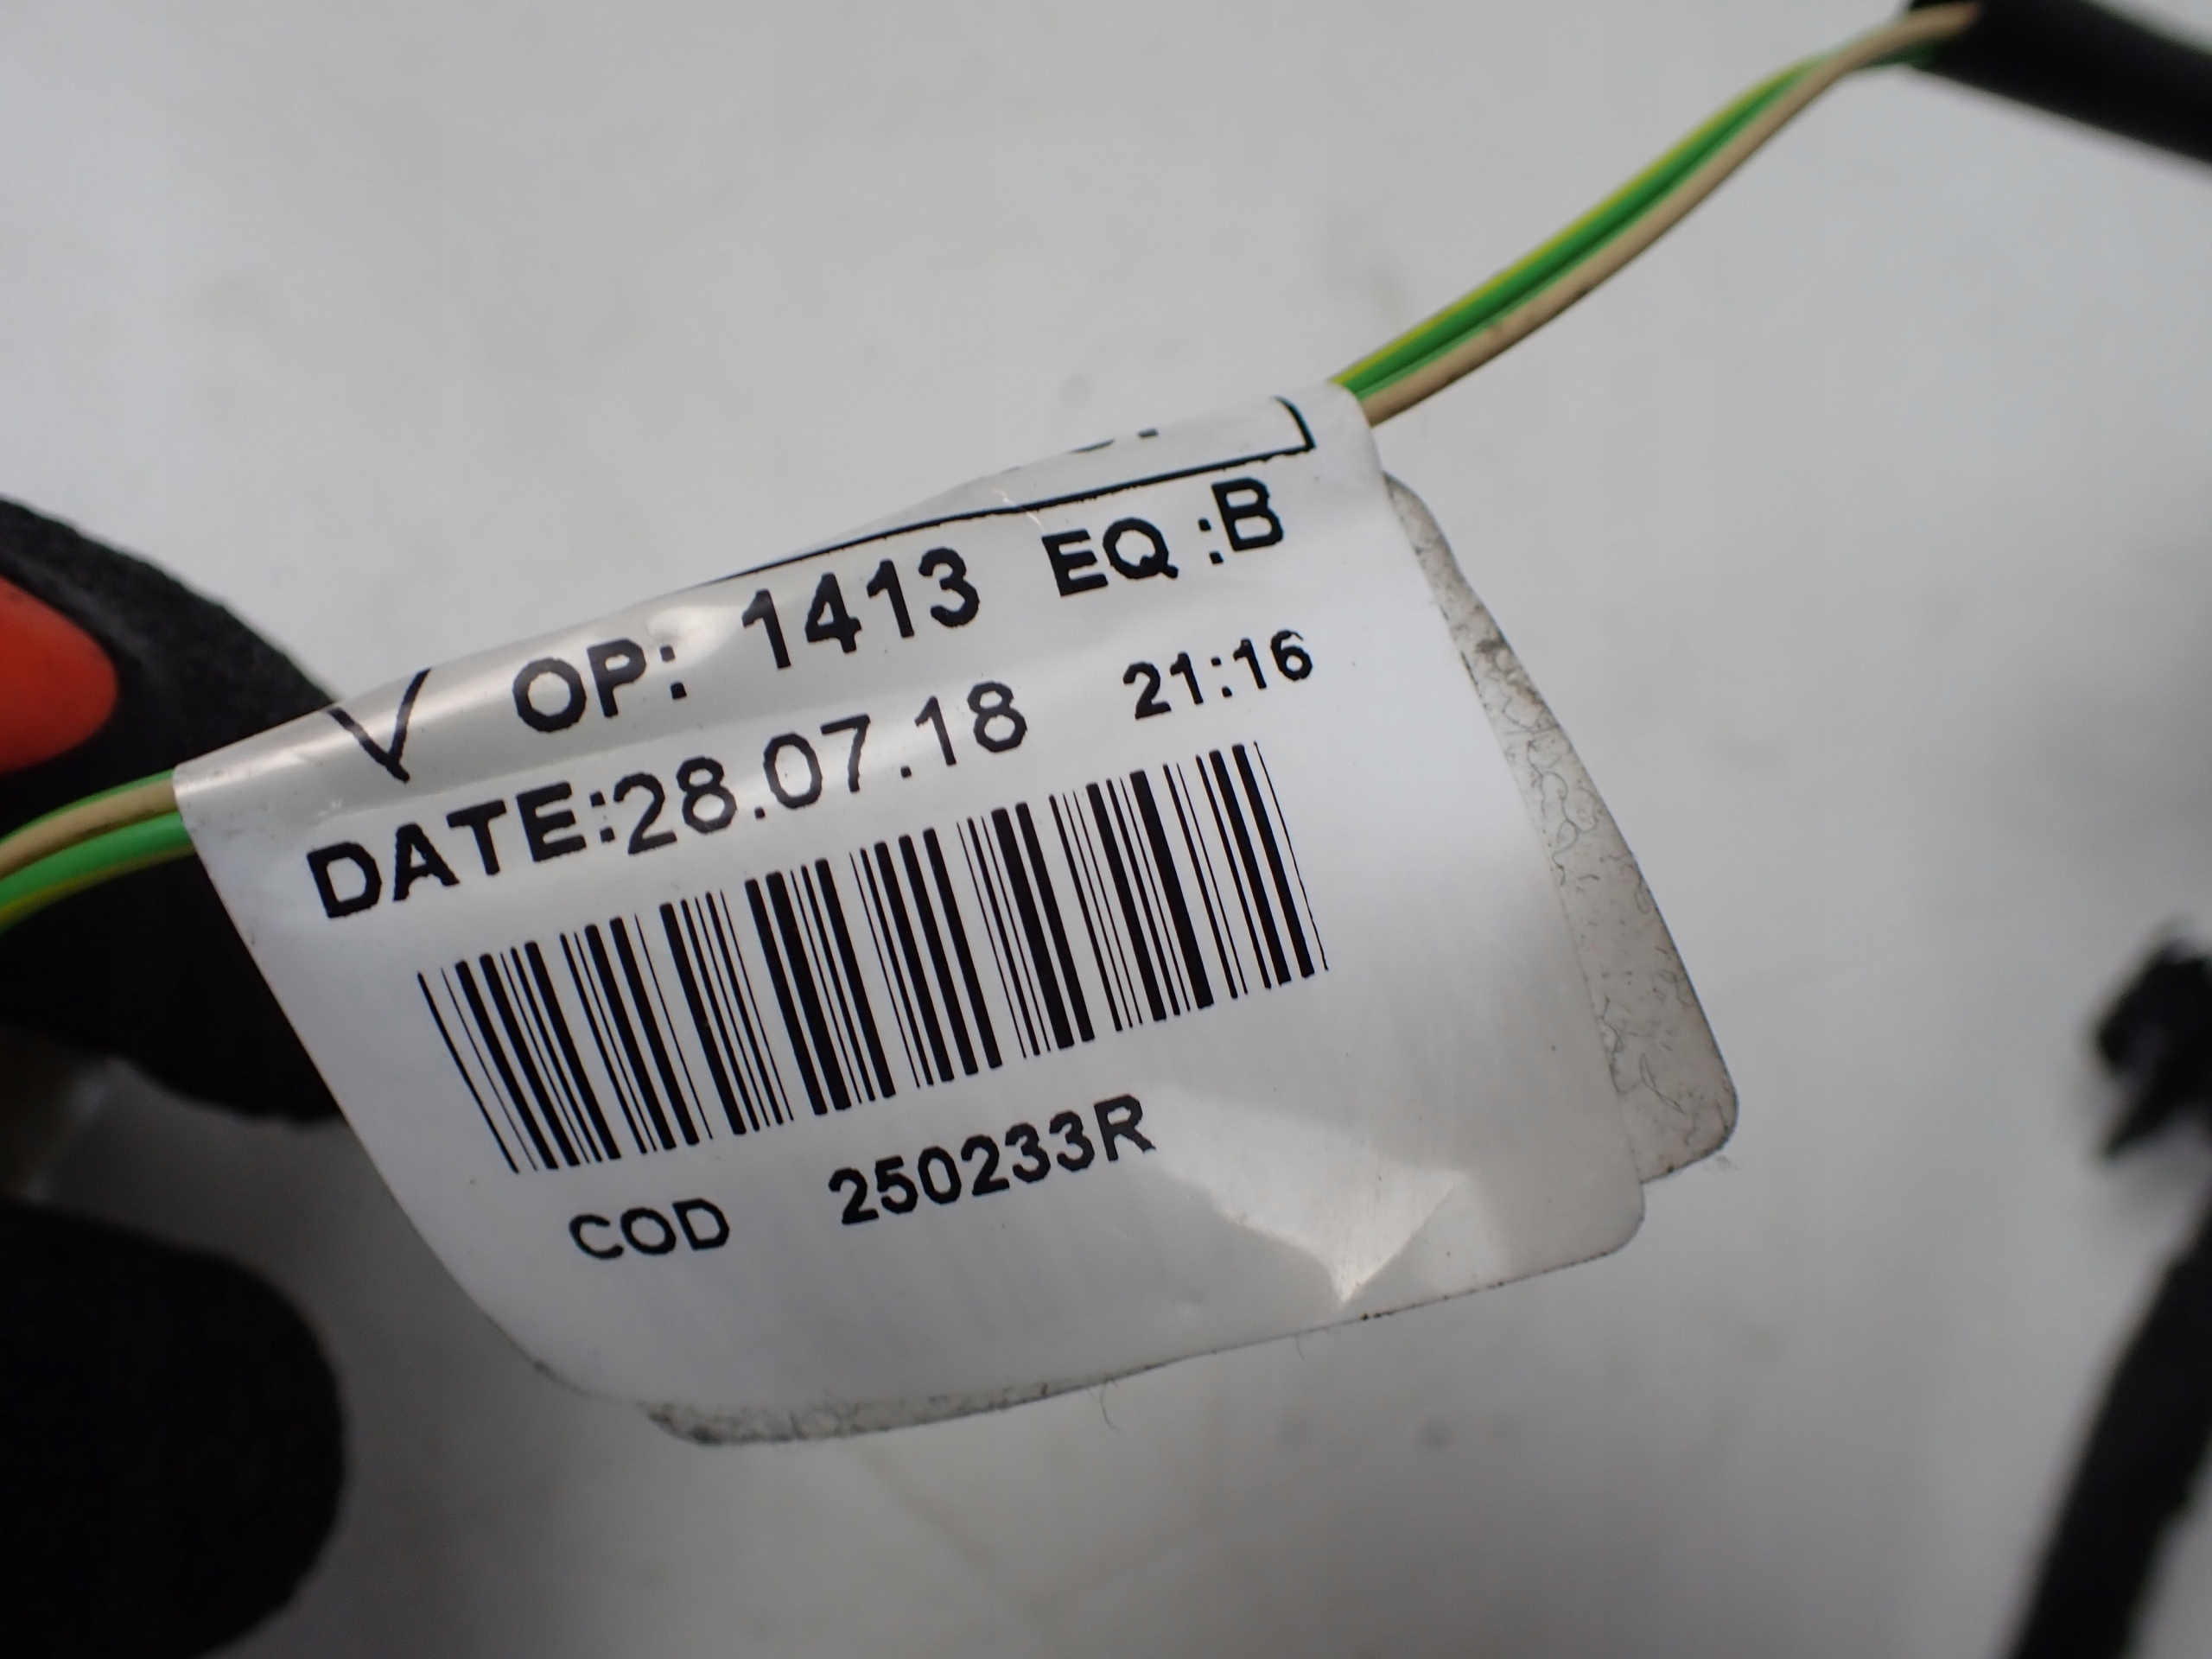 V OP: 1413 EQ :B
DATE:28.07.18 21:16
COD 250233R